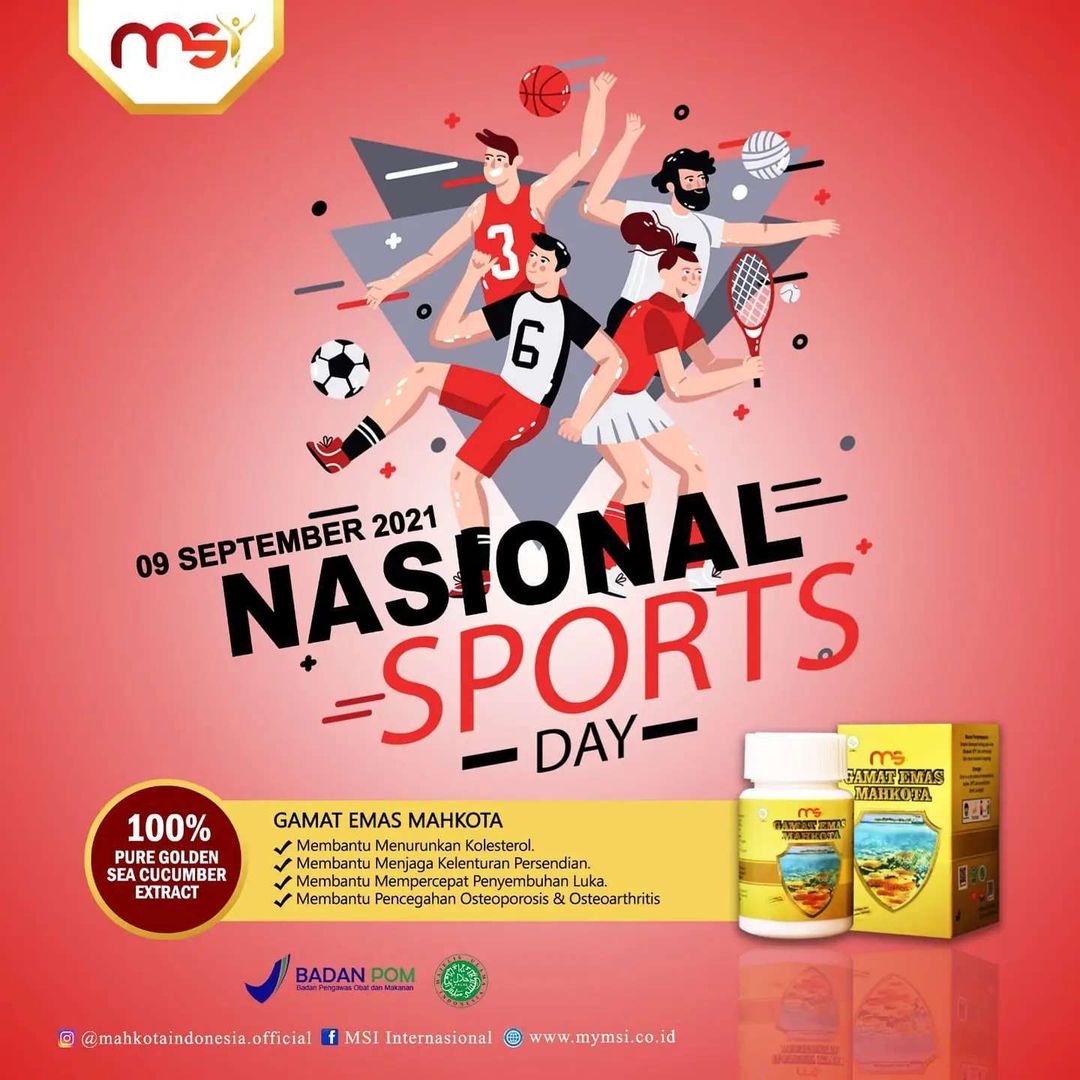 msi
3
6
09 SEPTEMBER 2021
NASIONAL
SPORTS
DAY
100%
PURE GOLDEN
SEA CUCUMBER
EXTRACT
GAMAT EMAS MAHKOTA
Membantu Menurunkan Kolesterol.
Membantu Menjaga Kelenturan Persendian.
Membantu Mempercepat Penyembuhan Luka.
Membantu Pencegahan Osteoporosis & Osteoarthritis
msi
GAMAT EMAS
MAHKOTA
msi
GAMAT EMAS
MAHKOTA
BADAN POM
Badan Pengawas Obat dan Makanan
@mahkotaindonesia.official MSI Internasional www.mymsi.co.id